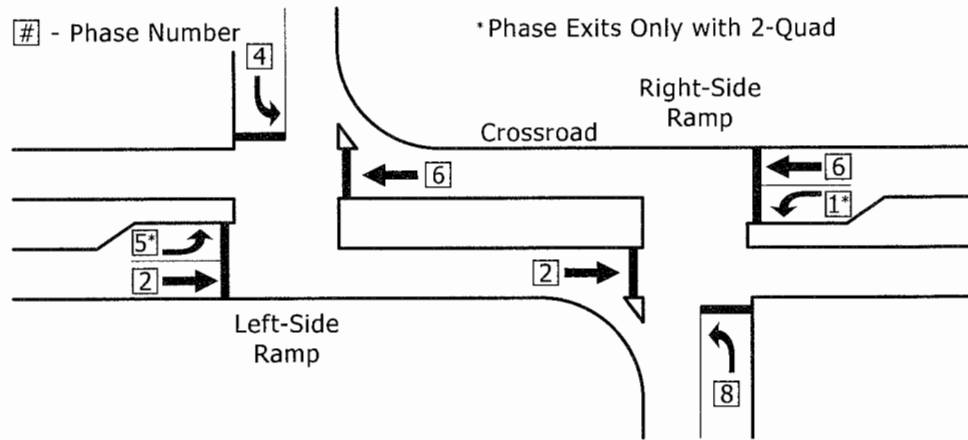 # - Phase Number
*Phase Exits Only with 2-Quad
4
Right-Side
Ramp
Crossroad
6
6
1*
5*
2
2
Left-Side
Ramp
8